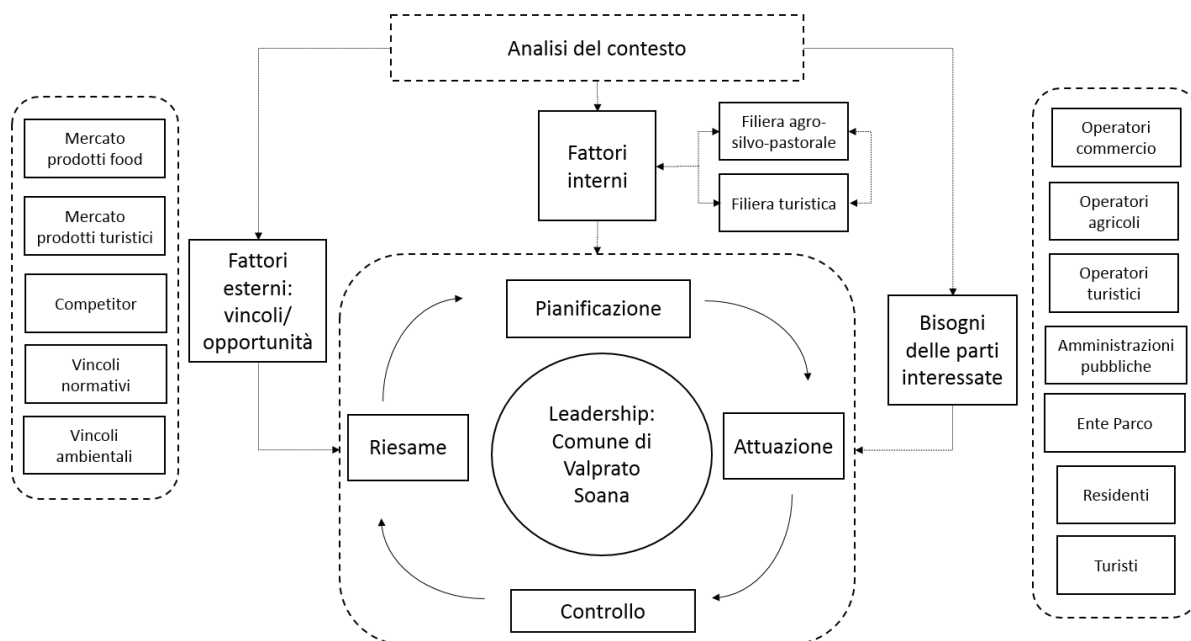 Analisi del contesto
Mercato
prodotti food
Mercato
prodotti turistici
Competitor
Vincoli
normativi
Vincoli
ambientali
Fattori
esterni:
vincoli/
opportunità
Fattori
interni
Filiera agro-
silvo-pastorale
Filiera turistica
Pianificazione
Riesame
Leadership:
Comune di
Valprato
Soana
Attuazione
Controllo
Bisogni
delle parti
interessate
Operatori
commercio
Operatori
agricoli
Operatori
turistici
Amministrazioni
pubbliche
Ente Parco
Residenti
Turisti